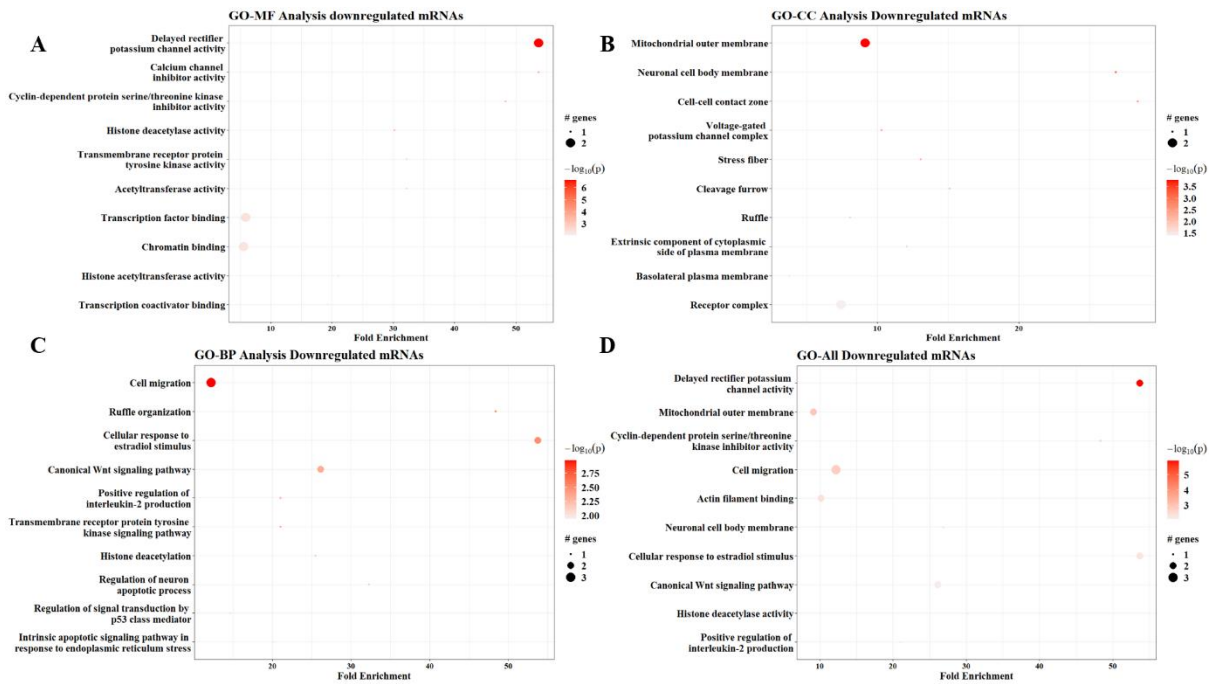 GO-MF Analysis downregulated mRNAs
A
Delayed rectifier
potassium channel activity
Calcium channel
inhibitor activity
Cyclin-dependent protein serine/threonine kinase
inhibitor activity
Histone deacetylase activity
Transmembrane receptor protein
tyrosine kinase activity
Acetyltransferase activity
Transcription factor binding
Chromatin binding
Histone acetyltransferase activity
Transcription coactivator binding
10 20 30 40 50
Fold Enrichment
# genes
1
2
−log10(p)
6
5
4
3
GO-CC Analysis Downregulated mRNAs
B
Mitochondrial outer membrane
Neuronal cell body membrane
Cell-cell contact zone
Voltage-gated
potassium channel complex
Stress fiber
Cleavage furrow
Ruffle
Extrinsic component of cytoplasmic
side of plasma membrane
Basolateral plasma membrane
Receptor complex
10 20
Fold Enrichment
# genes
1
2
−log10(p)
3.5
3.0
2.5
2.0
1.5
C
GO-BP Analysis Downregulated mRNAs
Cell migration
Ruffle organization
Cellular response to
estradiol stimulus
Canonical Wnt signaling pathway
Positive regulation of
interleukin-2 production
Transmembrane receptor protein tyrosine
kinase signaling pathway
Histone deacetylation
Regulation of neuron
apoptotic process
Regulation of signal transduction by
p53 class mediator
Intrinsic apoptotic signaling pathway in
response to endoplasmic reticulum stress
20 30 40 50
Fold Enrichment
−log10(p)
2.75
2.50
2.25
2.00
# genes
1
2
3
D
GO-All Downregulated mRNAs
Delayed rectifier potassium
channel activity
Mitochondrial outer membrane
Cyclin-dependent protein serine/threonine
kinase inhibitor activity
Cell migration
Actin filament binding
Neuronal cell body membrane
Cellular response to estradiol stimulus
Canonical Wnt signaling pathway
Histone deacetylase activity
Positive regulation of
interleukin-2 production
10 20 30 40 50
Fold Enrichment
−log10(p)
5
4
3
# genes
1
2
3